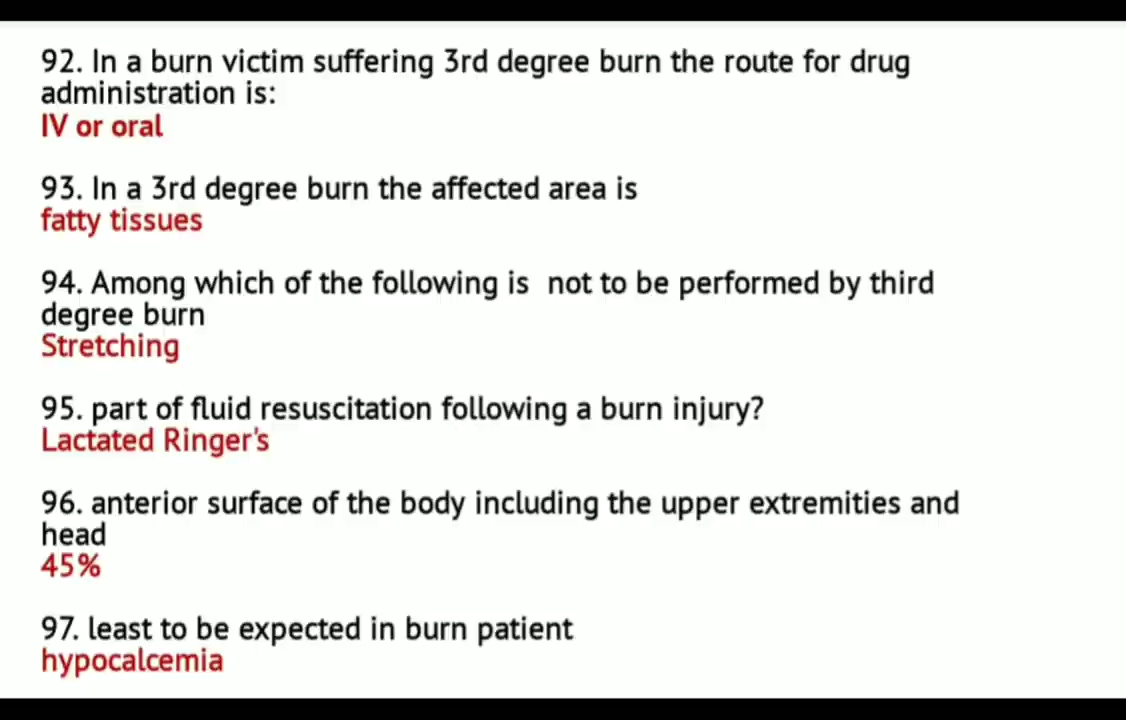 92. In a burn victim suffering 3rd degree burn the route for drug
administration is:
IV or oral
93. In a 3rd degree burn the affected area is
fatty tissues
94. Among which of the following is  not to be performed by third
degree burn
Stretching
95. part of fluid resuscitation following a burn injury?
Lactated Ringer's
96. anterior surface of the body including the upper extremities and
head
45%
97. least to be expected in burn patient
hypocalcemia